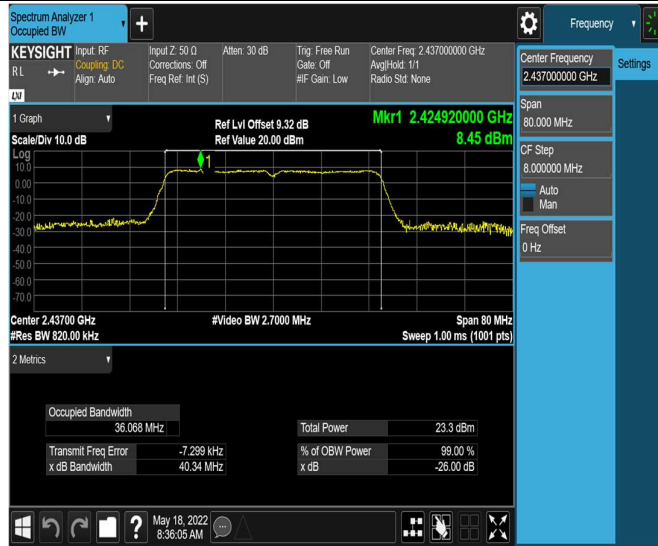 Spectrum Analyzer 1
Occupied BW
+
Frequency
KEYSIGHT
R L
LXI
Input: RF
Coupling: DC
Align: Auto
Input Z: 50 Ω
Corrections: Off
Freq Ref: Int (S)
Atten: 30 dB
Trig: Free Run
Gate: Off
#IF Gain: Low
Center Freq: 2.437000000 GHz
Avg|Hold: 1/1
Radio Std: None
Center Frequency
2.437000000 GHz
Settings
Span
80.000 MHz
CF Step
8.000000 MHz
Auto
Man
Freq Offset
0 Hz
1 Graph
Scale/Div 10.0 dB
Ref Lvl Offset 9.32 dB
Ref Value 20.00 dBm
Mkr1 2.424920000 GHz
8.45 dBm
Log
10.0
0.00
-10.0
-20.0
-30.0
-40.0
-50.0
-60.0
-70.0
1
Center 2.43700 GHz
#Res BW 820.00 kHz
#Video BW 2.7000 MHz
Span 80 MHz
Sweep 1.00 ms (1001 pts)
2 Metrics
Occupied Bandwidth
36.068 MHz
Total Power 23.3 dBm
Transmit Freq Error -7.299 kHz
% of OBW Power 99.00 %
x dB Bandwidth 40.34 MHz
x dB -26.00 dB
?
May 18, 2022
8:36:05 AM